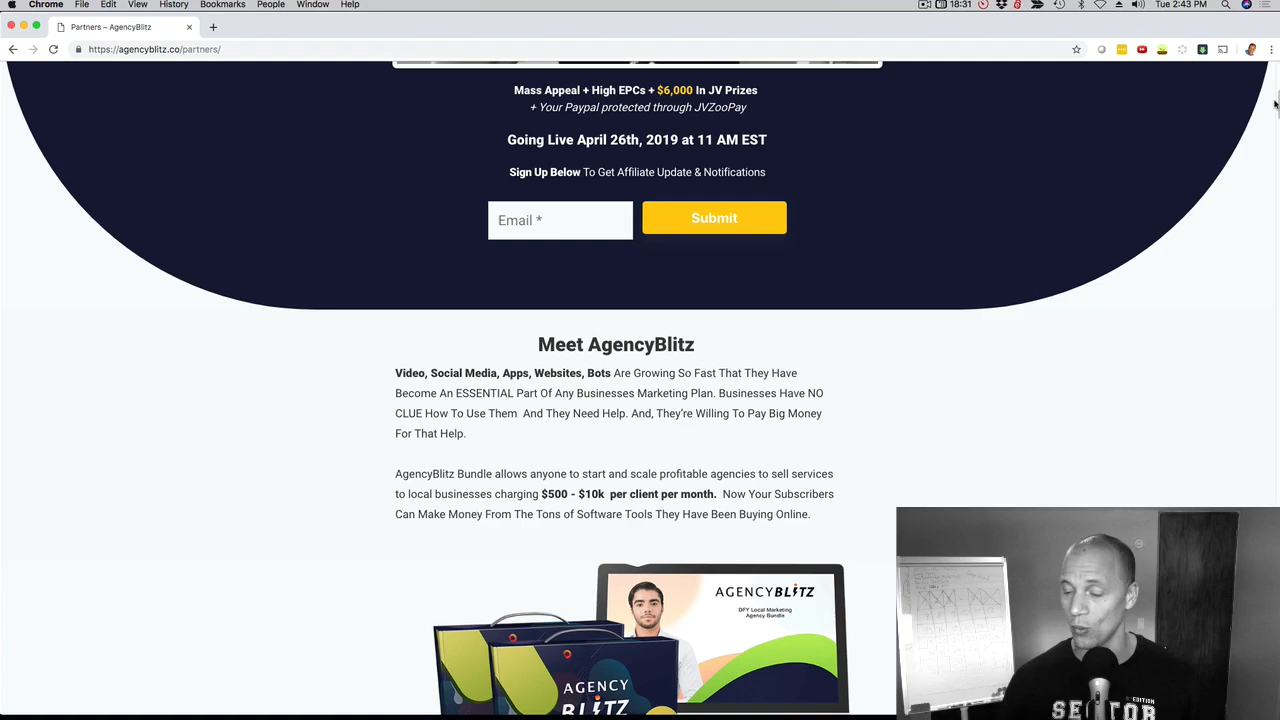 Chrome File Edit View History Bookmarks People Window Help 18:31 Tue 2:43 PM
Partners – AgencyBlitz
https://agencyblitz.co/partners/
Mass Appeal + High EPCs + $6,000 In JV Prizes
+ Your Paypal protected through JVZooPay
Going Live April 26th, 2019 at 11 AM EST
Sign Up Below To Get Affiliate Update & Notifications
Email *
Submit
Meet AgencyBlitz
Video, Social Media, Apps, Websites, Bots Are Growing So Fast That They Have
Become An ESSENTIAL Part Of Any Businesses Marketing Plan. Businesses Have NO
CLUE How To Use Them And They Need Help. And, They're Willing To Pay Big Money
For That Help.
AgencyBlitz Bundle allows anyone to start and scale profitable agencies to sell services
to local businesses charging $500 - $10k per client per month. Now Your Subscribers
Can Make Money From The Tons of Software Tools They Have Been Buying Online.
AGENCYBLITZ
DFY Local Marketing
Agency Bundle
AGENCY
BLITZ
EDITION